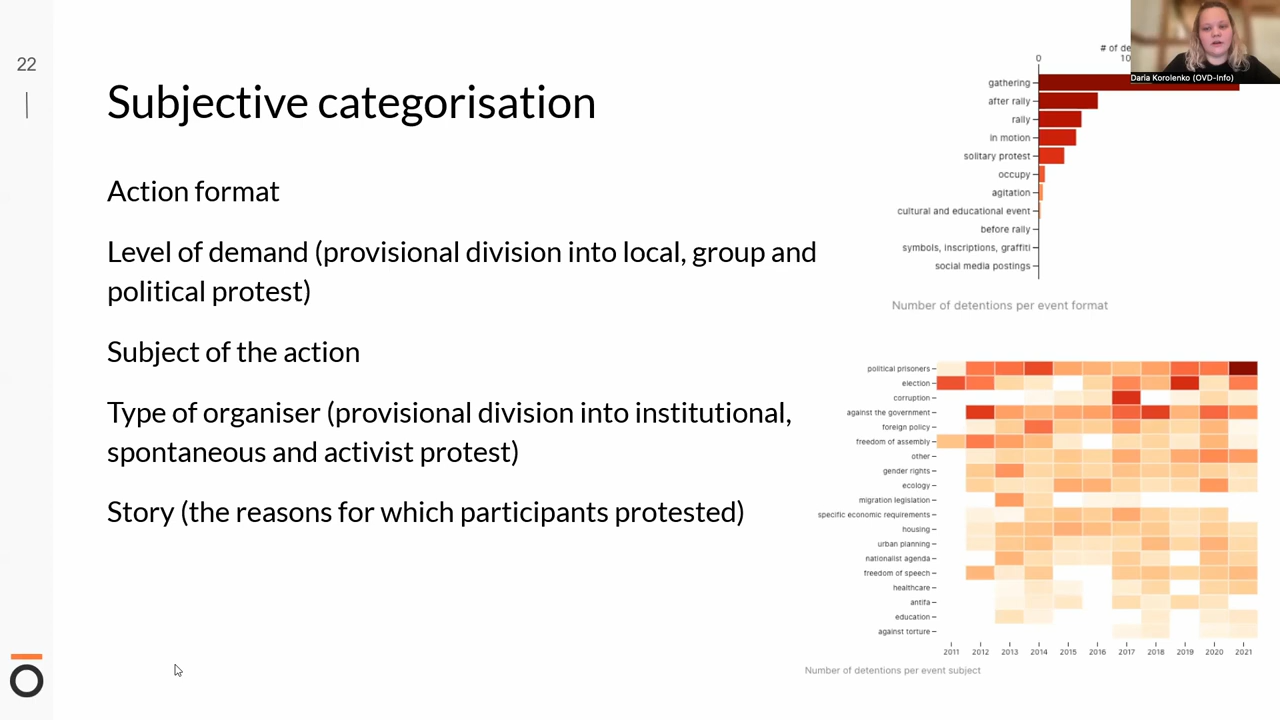 22
Subjective categorisation
Action format
Level of demand (provisional division into local, group and
political protest)
Subject of the action
Type of organiser (provisional division into institutional,
spontaneous and activist protest)
Story (the reasons for which participants protested)
# of de
0
10
Daria Korolenko (OVD-Info)
gathering
after rally
rally
in motion
solitary protest
occupy
agitation
cultural and educational event
before rally
symbols, inscriptions, graffiti
social media postings
Number of detentions per event format
political prisoners
election
corruption
against the government
foreign policy
freedom of assembly
other
gender rights
ecology
migration legislation
specific economic requirements
housing
urban planning
nationalist agenda
freedom of speech
healthcare
antifa
education
against torture
2011 2012 2013 2014 2015 2016 2017 2018 2019 2020 2021
Number of detentions per event subject